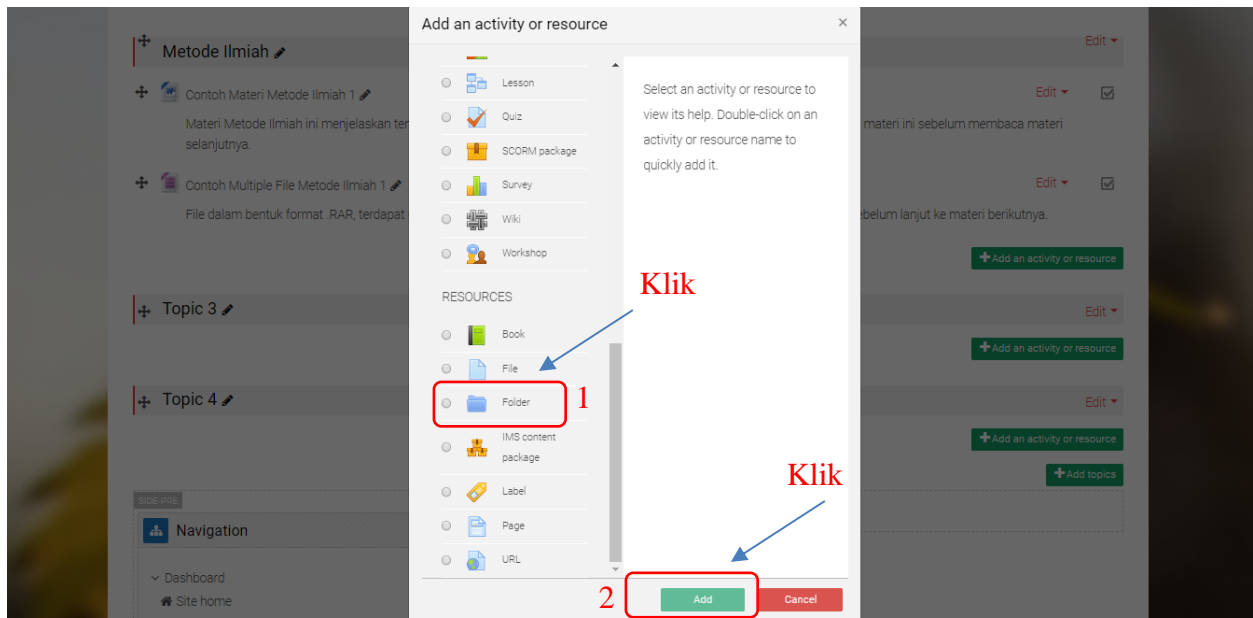 Add an activity or resource ×
Metode Ilmiah
Edit
Contoh Materi Metode Ilmiah 1
Edit
Materi Metode Ilmiah ini menjelaskan ter
materi ini sebelum membaca materi
selanjutnya.
Contoh Multiple File Metode Ilmiah 1
Edit
File dalam bentuk format .RAR, terdapat
ebelum lanjut ke materi berikutnya.
Add an activity or resource
Topic 3
Edit
Add an activity or resource
Topic 4
Edit
Add an activity or resource
Add topics
SIDE-PRE
Navigation
Dashboard
Site home
Lesson
Quiz
SCORM package
Survey
Wiki
Workshop
RESOURCES
Book
File
Folder
IMS content
package
Label
Page
URL
Select an activity or resource to
view its help. Double-click on an
activity or resource name to
quickly add it.
Klik
1
Klik
2
Add
Cancel